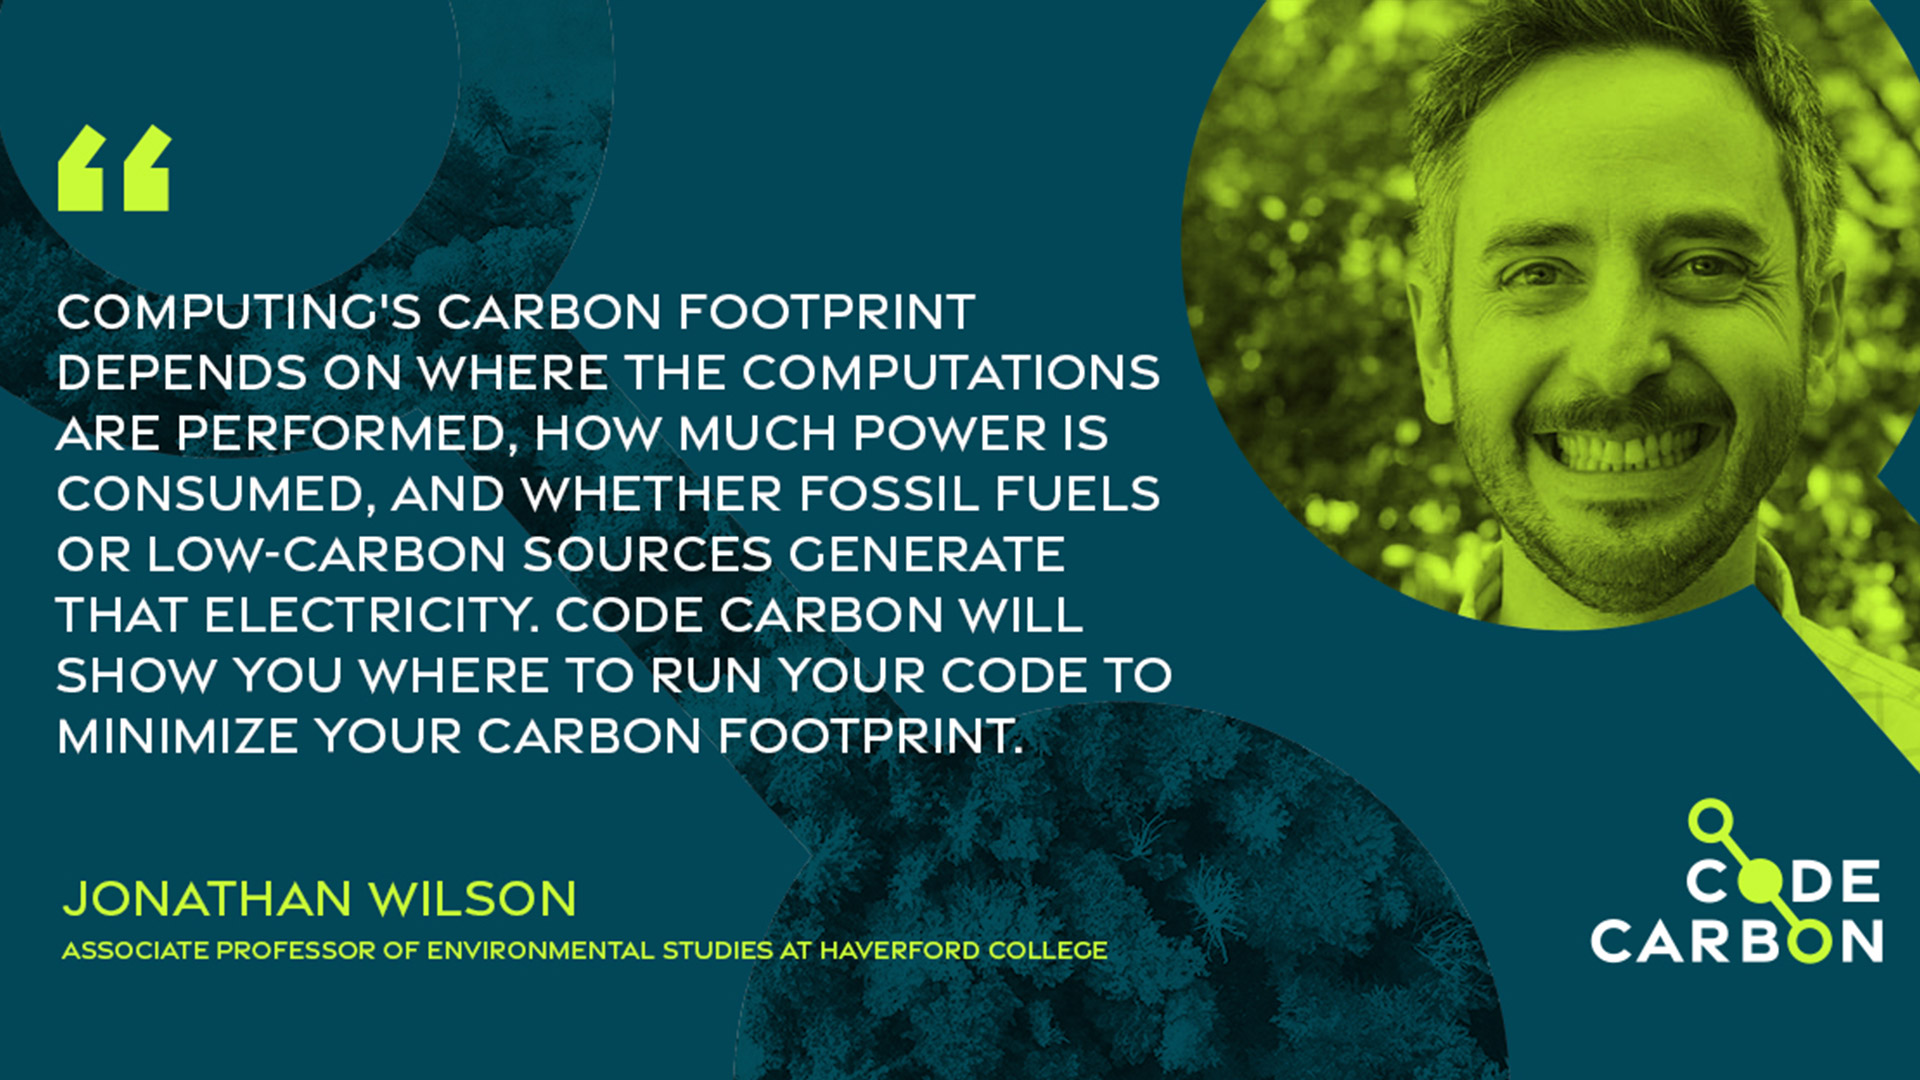 “
COMPUTING'S CARBON FOOTPRINT
DEPENDS ON WHERE THE COMPUTATIONS
ARE PERFORMED, HOW MUCH POWER IS
CONSUMED, AND WHETHER FOSSIL FUELS
OR LOW-CARBON SOURCES GENERATE
THAT ELECTRICITY. CODE CARBON WILL
SHOW YOU WHERE TO RUN YOUR CODE TO
MINIMIZE YOUR CARBON FOOTPRINT.
JONATHAN WILSON
ASSOCIATE PROFESSOR OF ENVIRONMENTAL STUDIES AT HAVERFORD COLLEGE
CODE
CARBON